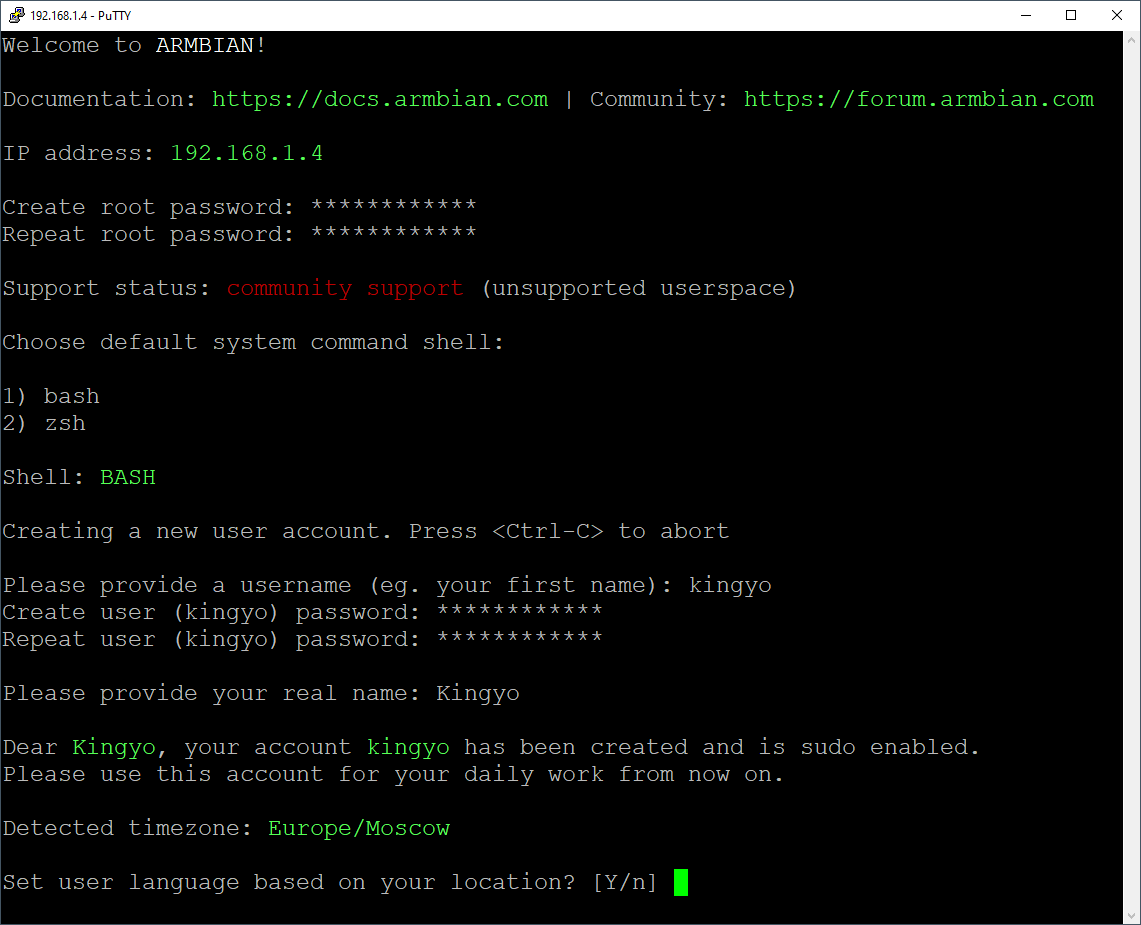 192.168.1.4 - PuTTY
Welcome to ARMBIAN!
Documentation: https://docs.armbian.com | Community: https://forum.armbian.com
IP address: 192.168.1.4
Create root password: ************
Repeat root password: ************
Support status: community support (unsupported userspace)
Choose default system command shell:
1) bash
2) zsh
Shell: BASH
Creating a new user account. Press <Ctrl-C> to abort
Please provide a username (eg. your first name): kingyo
Create user (kingyo) password: ************
Repeat user (kingyo) password: ************
Please provide your real name: Kingyo
Dear Kingyo, your account kingyo has been created and is sudo enabled.
Please use this account for your daily work from now on.
Detected timezone: Europe/Moscow
Set user language based on your location? [Y/n]